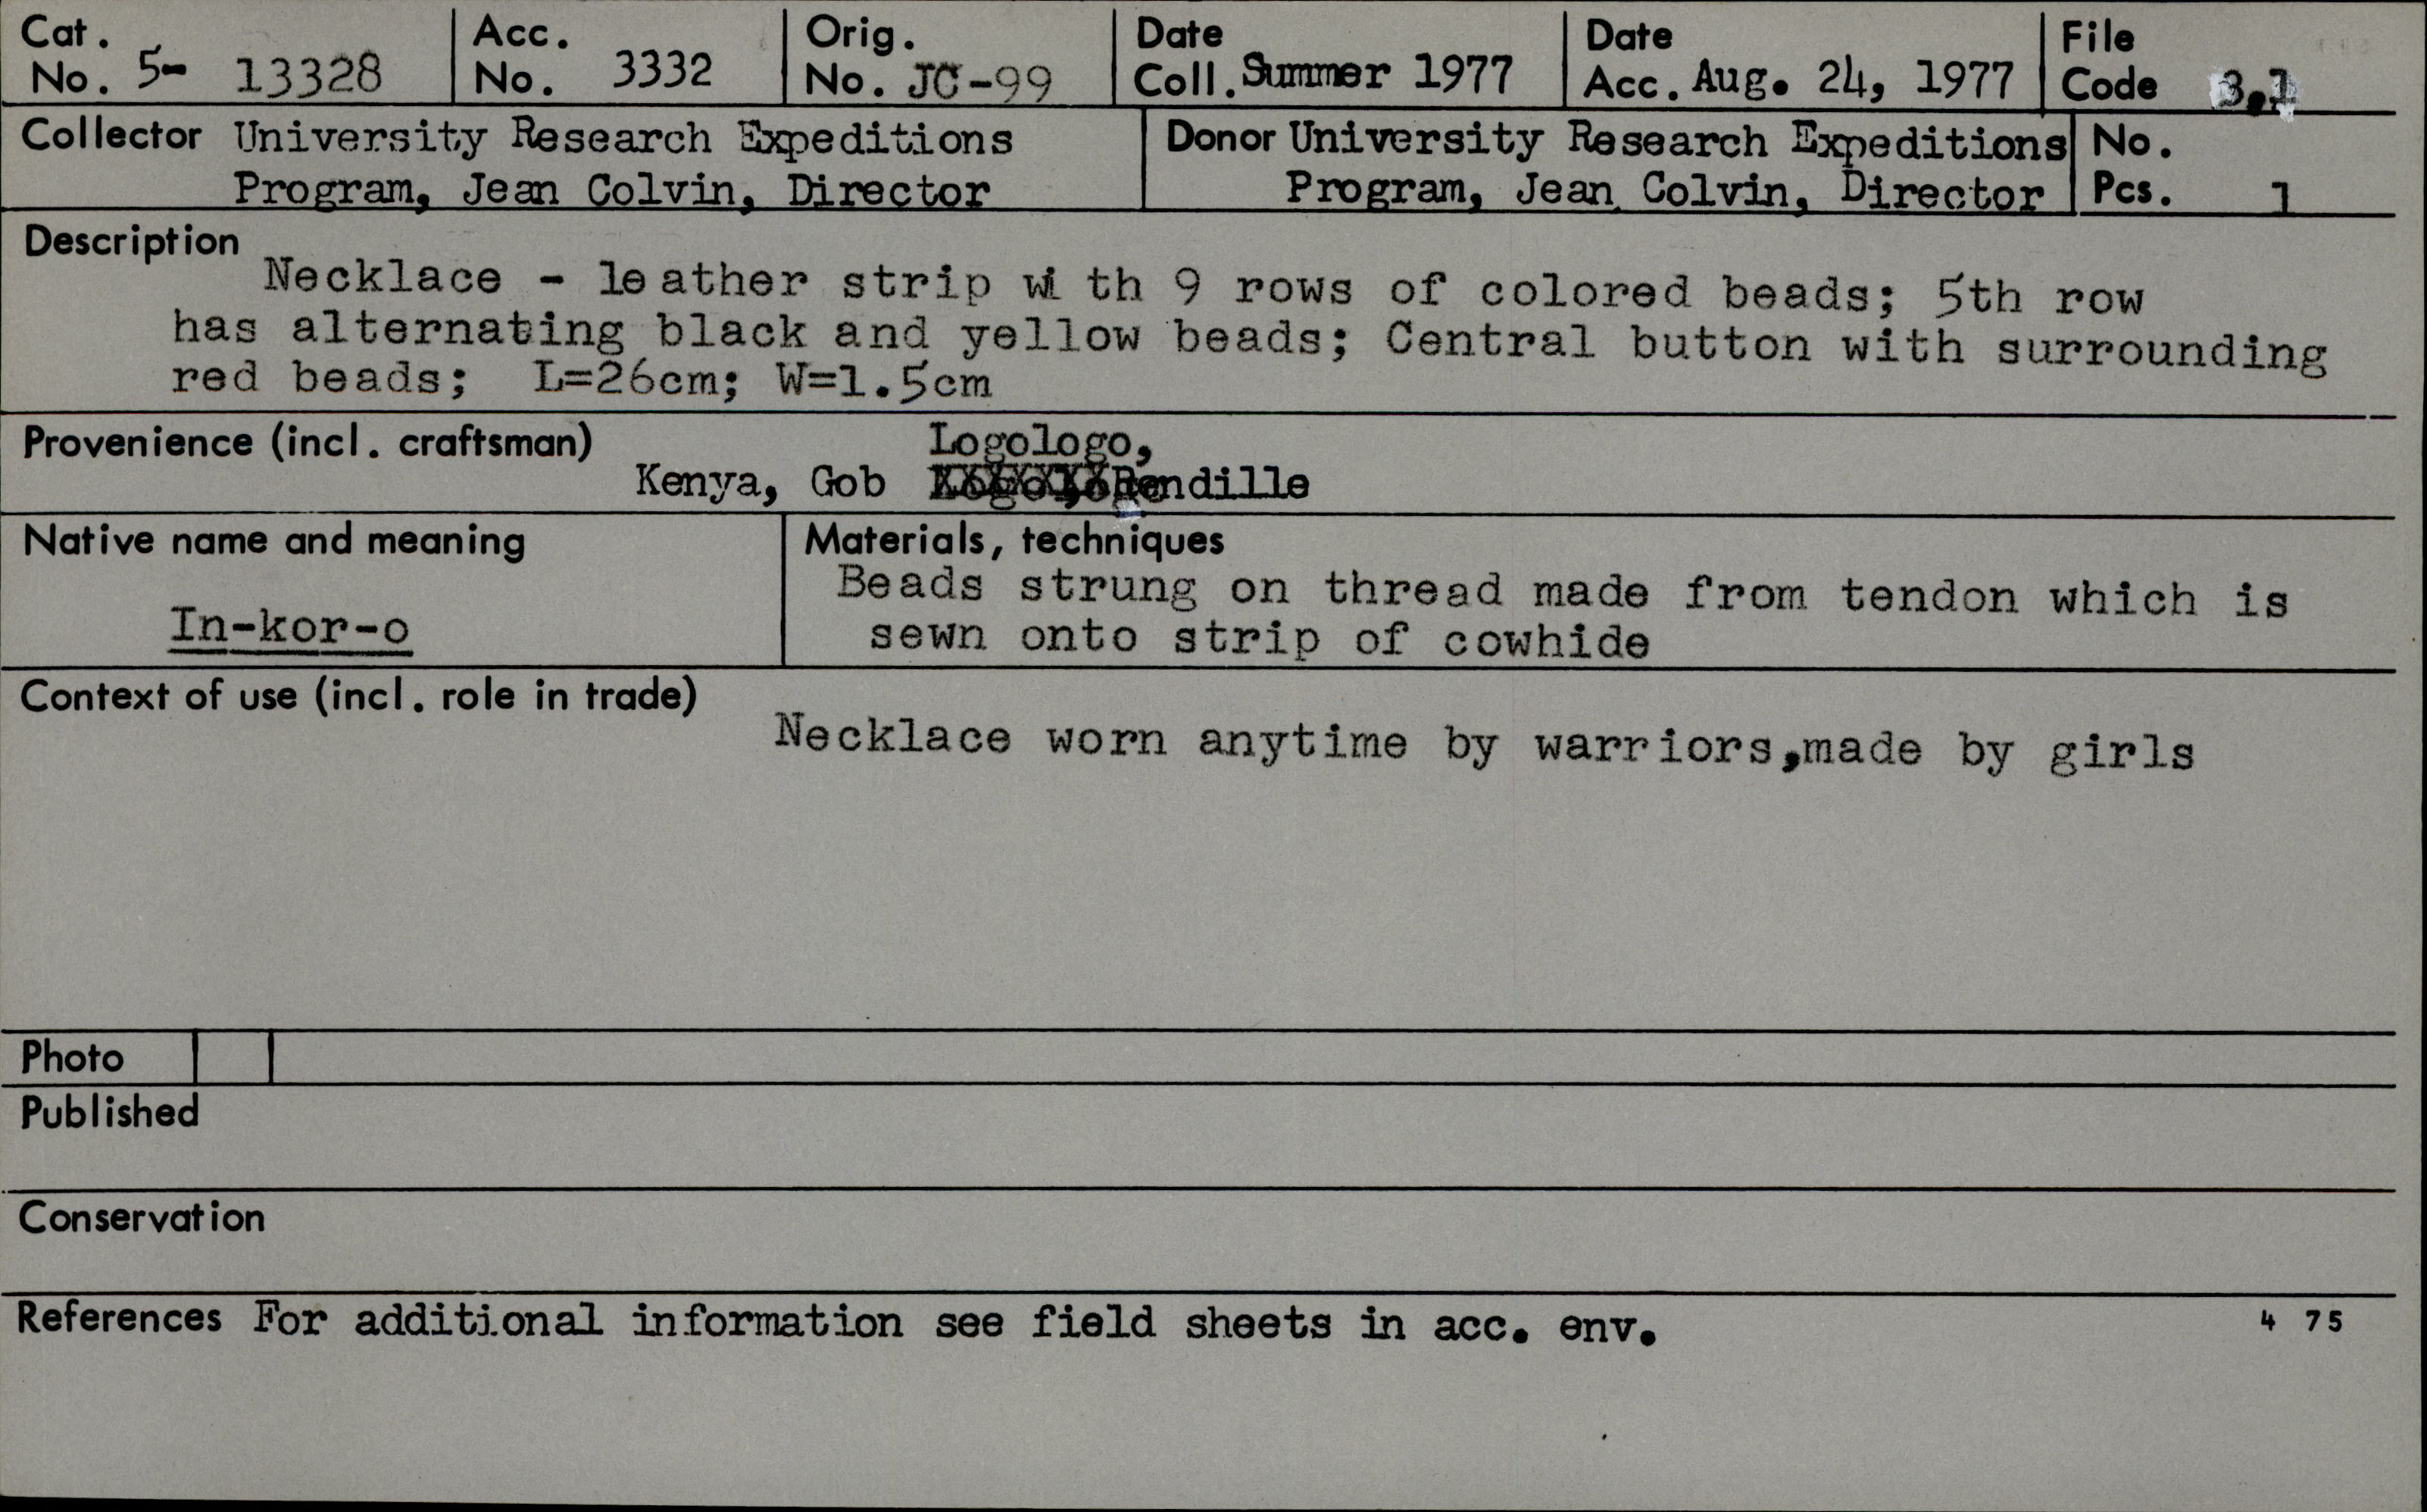 Cat. No. 5- 13328 Acc. No. 3332 Orig. No. JC-99 Date Coll. Summer 1977 Date Acc. Aug. 24, 1977 File Code 3.1
Collector University Research Expeditions
Program, Jean Colvin, Director
Donor University Research Expeditions
Program, Jean Colvin, Director
No. Pcs. 1
Description
Necklace - leather strip with 9 rows of colored beads; 5th row
has alternating black and yellow beads; Central button with surrounding
red beads; L=26cm; W=1.5cm
Provenience (incl. craftsman)
Logologo,
Kenya, Gob Rendille
Native name and meaning
In-kor-o
Materials, techniques
Beads strung on thread made from tendon which is
sewn onto strip of cowhide
Context of use (incl. role in trade)
Necklace worn anytime by warriors,made by girls
Photo
Published
Conservation
References For additional information see field sheets in acc. env.
4 75